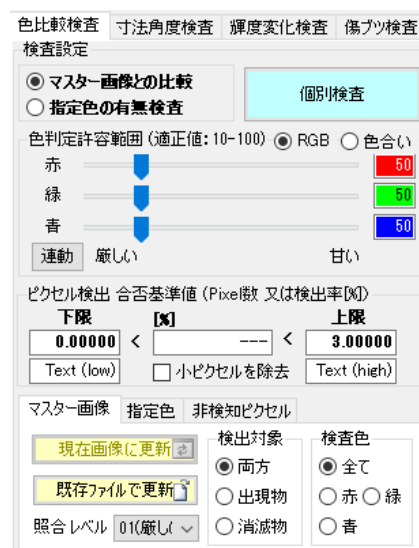 色比較検査 寸法角度検査 輝度変化検査 傷ブツ検査
検査設定
マスター画像との比較
指定色の有無検査
個別検査
色判定許容範囲 (適正値:10-100) RGB 色合い
赤 50
緑 50
青 50
連動 厳しい 甘い
ピクセル検出 合否基準値 (Pixel数 又は検出率[%])
下限 [%] 上限
0.00000 < --- < 3.00000
Text (low) 小ピクセルを除去 Text (high)
マスター画像 指定色 非検知ピクセル
現在画像に更新
既存ファイルで更新
照合レベル 01(厳しい
検出対象
両方
出現物
消滅物
検査色
全て
赤 緑
青